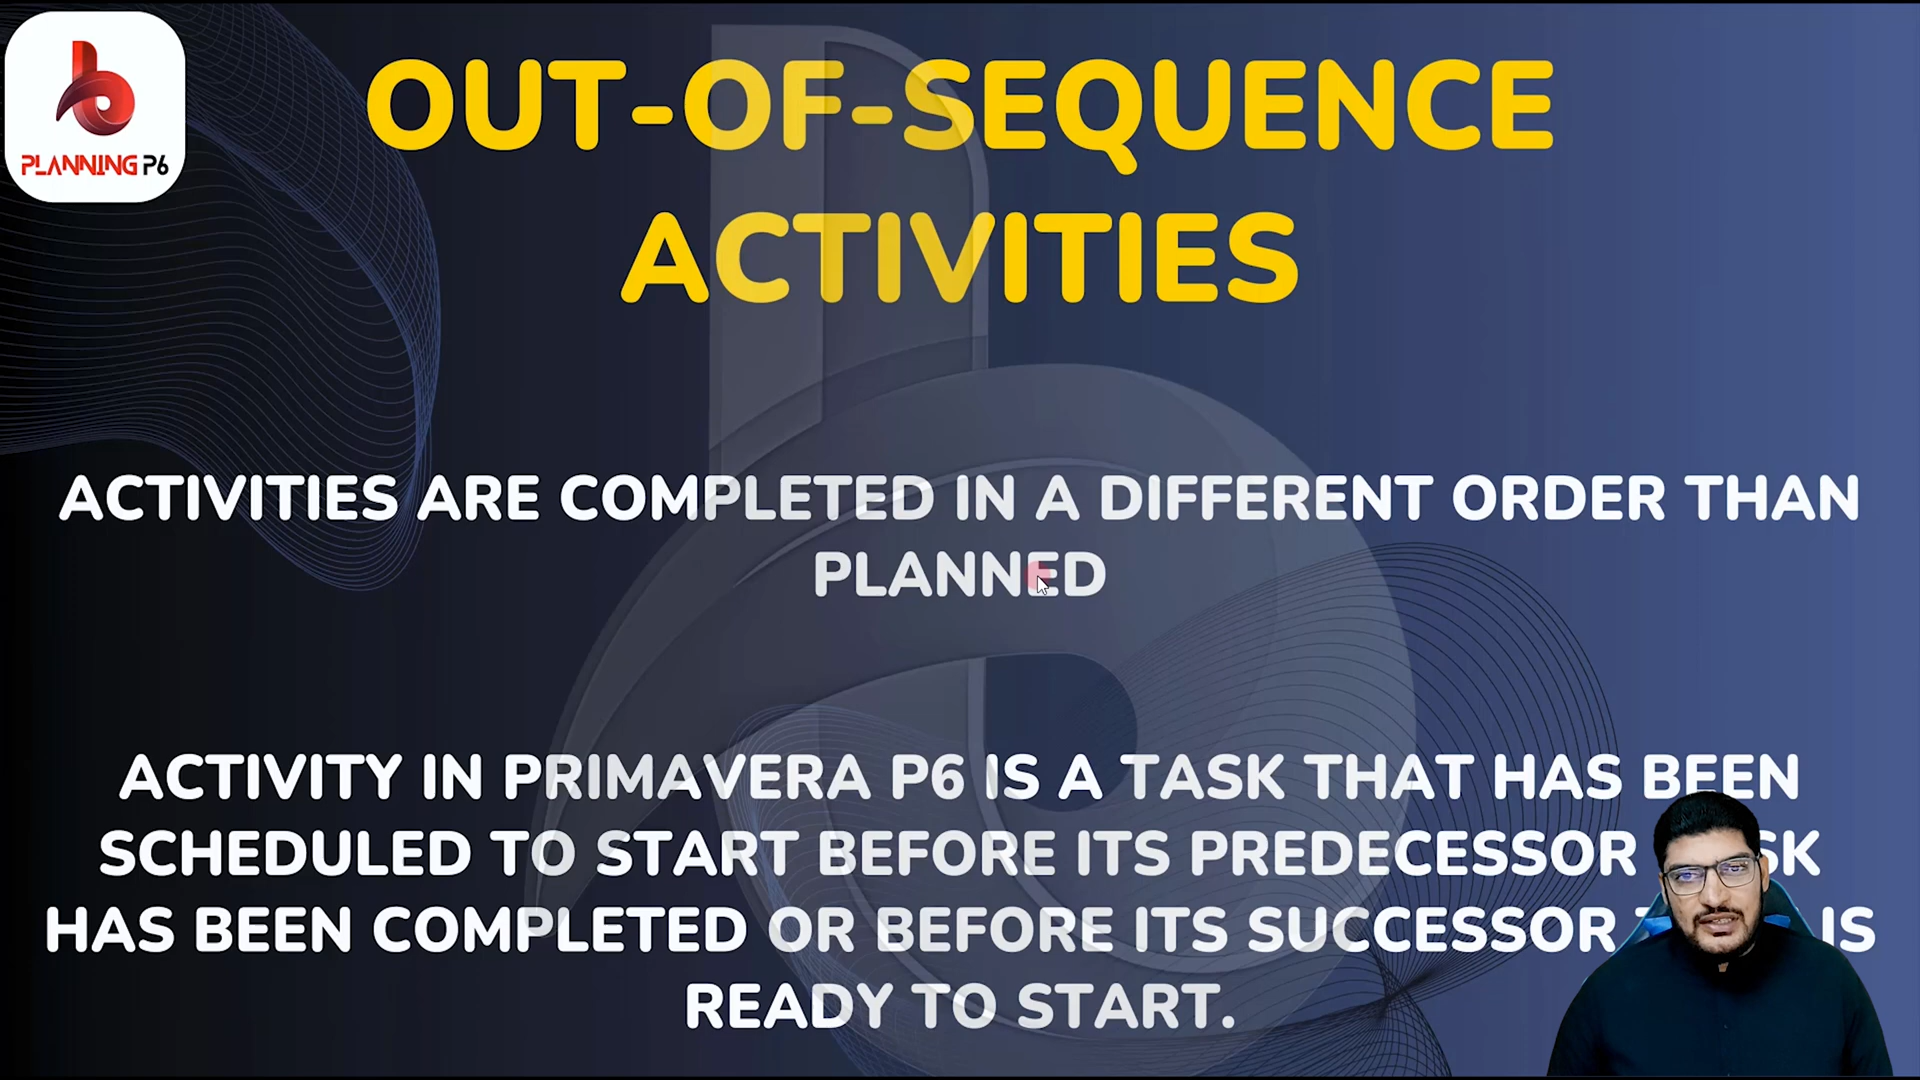 PLANNING P6
OUT-OF-SEQUENCE
ACTIVITIES
ACTIVITIES ARE COMPLETED IN A DIFFERENT ORDER THAN
PLANNED
ACTIVITY IN PRIMAVERA P6 IS A TASK THAT HAS BEEN
SCHEDULED TO START BEFORE ITS PREDECESSOR
HAS BEEN COMPLETED OR BEFORE ITS SUCCESSOR IS
READY TO START.